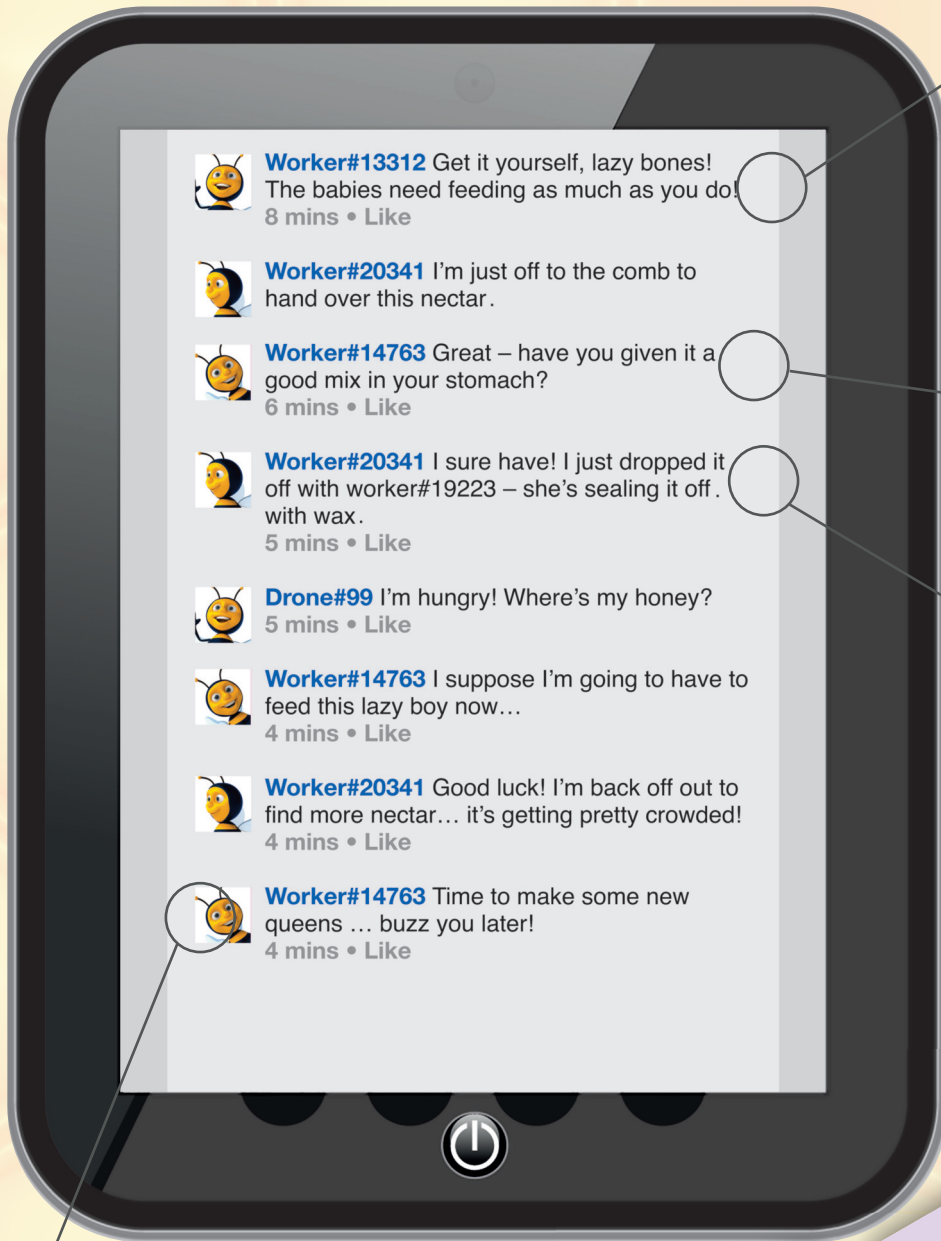 Worker#13312 Get it yourself, lazy bones!
The babies need feeding as much as you do!
8 mins • Like
Worker#20341 I'm just off to the comb to
hand over this nectar.
Worker#14763 Great – have you given it a
good mix in your stomach?
6 mins • Like
Worker#20341 I sure have! I just dropped it
off with worker#19223 – she's sealing it off.
with wax.
5 mins • Like
Drone#99 I'm hungry! Where's my honey?
5 mins • Like
Worker#14763 I suppose I'm going to have to
feed this lazy boy now…
4 mins • Like
Worker#20341 Good luck! I'm back off out to
find more nectar… it's getting pretty crowded!
4 mins • Like
Worker#14763 Time to make some new
queens … buzz you later!
4 mins • Like